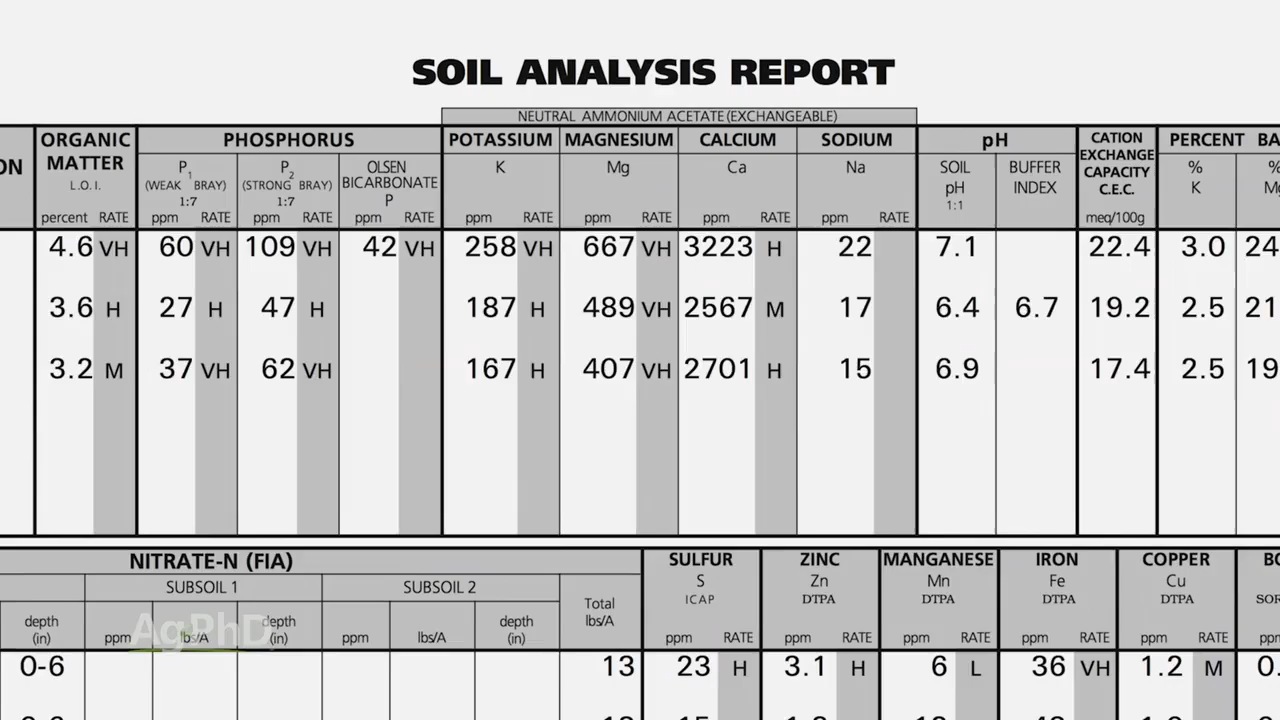 SOIL ANALYSIS REPORT
NEUTRAL AMMONIUM ACETATE (EXCHANGEABLE)
ON ORGANIC MATTER PHOSPHORUS POTASSIUM MAGNESIUM CALCIUM SODIUM pH CATION EXCHANGE CAPACITY C.E.C. PERCENT BA
L.O.I. P1 (WEAK BRAY) 1:7 P2 (STRONG BRAY) 1:7 OLSEN BICARBONATE P K Mg Ca Na SOIL pH 1:1 BUFFER INDEX % K % Mg
percent RATE ppm RATE ppm RATE ppm RATE ppm RATE ppm RATE ppm RATE ppm RATE meq/100g
4.6 VH 60 VH 109 VH 42 VH 258 VH 667 VH 3223 H 22 7.1 22.4 3.0 24
3.6 H 27 H 47 H 187 H 489 VH 2567 M 17 6.4 6.7 19.2 2.5 21
3.2 M 37 VH 62 VH 167 H 407 VH 2701 H 15 6.9 17.4 2.5 19
NITRATE-N (FIA) SULFUR ZINC MANGANESE IRON COPPER BO
SUBSOIL 1 SUBSOIL 2 S Zn Mn Fe Cu
Total lbs/A ICAP DTPA DTPA DTPA DTPA SOR
depth (in) ppm lbs/A depth (in) ppm lbs/A depth (in) ppm RATE ppm RATE ppm RATE ppm RATE ppm RATE ppm
AgPhD
0-6 13 23 H 3.1 H 6 L 36 VH 1.2 M 0.